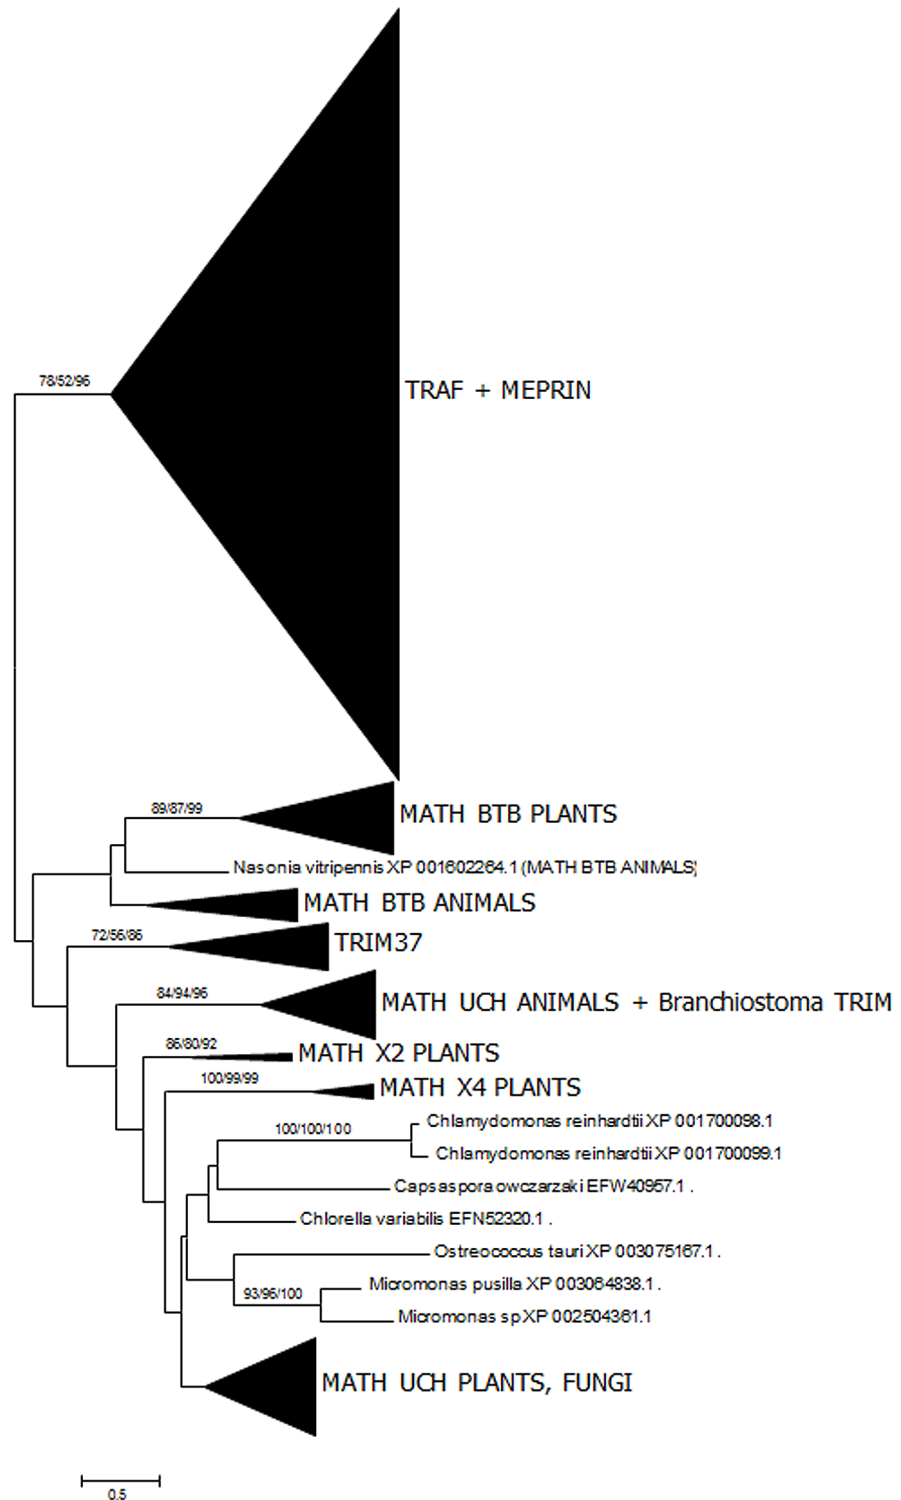 78/52/96
TRAF + MEPRIN
89/87/99
MATH BTB PLANTS
Nasonia vitripennis XP 001602264.1 (MATH BTB ANIMALS)
MATH BTB ANIMALS
72/56/86
TRIM37
84/94/96
MATH UCH ANIMALS + Branchiostoma TRIM
86/80/92
MATH X2 PLANTS
100/99/99
MATH X4 PLANTS
Chlamydomonas reinhardtii XP 001700098.1
100/100/100
Chlamydomonas reinhardtii XP 001700099.1
Capsaspora owczarzaki EFW40957.1 .
Chlorella variabilis EFN52320.1 .
Ostreococcus tauri XP 003075167.1 .
Micromonas pusilla XP 003064838.1 .
93/96/100
Micromonas sp XP 002504361.1
MATH UCH PLANTS, FUNGI
0.5